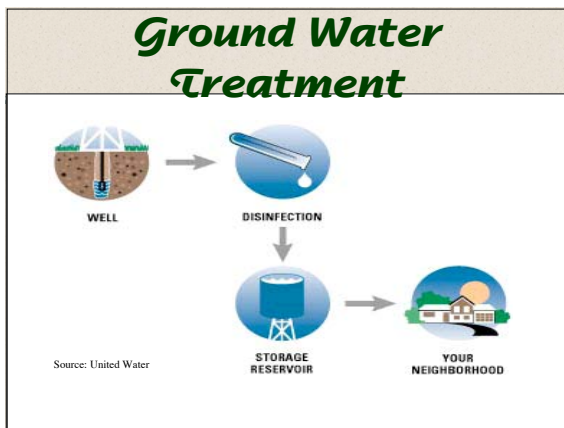 Ground Water
Treatment
WELL
DISINFECTION
STORAGE
RESERVOIR
YOUR
NEIGHBORHOOD
Source: United Water